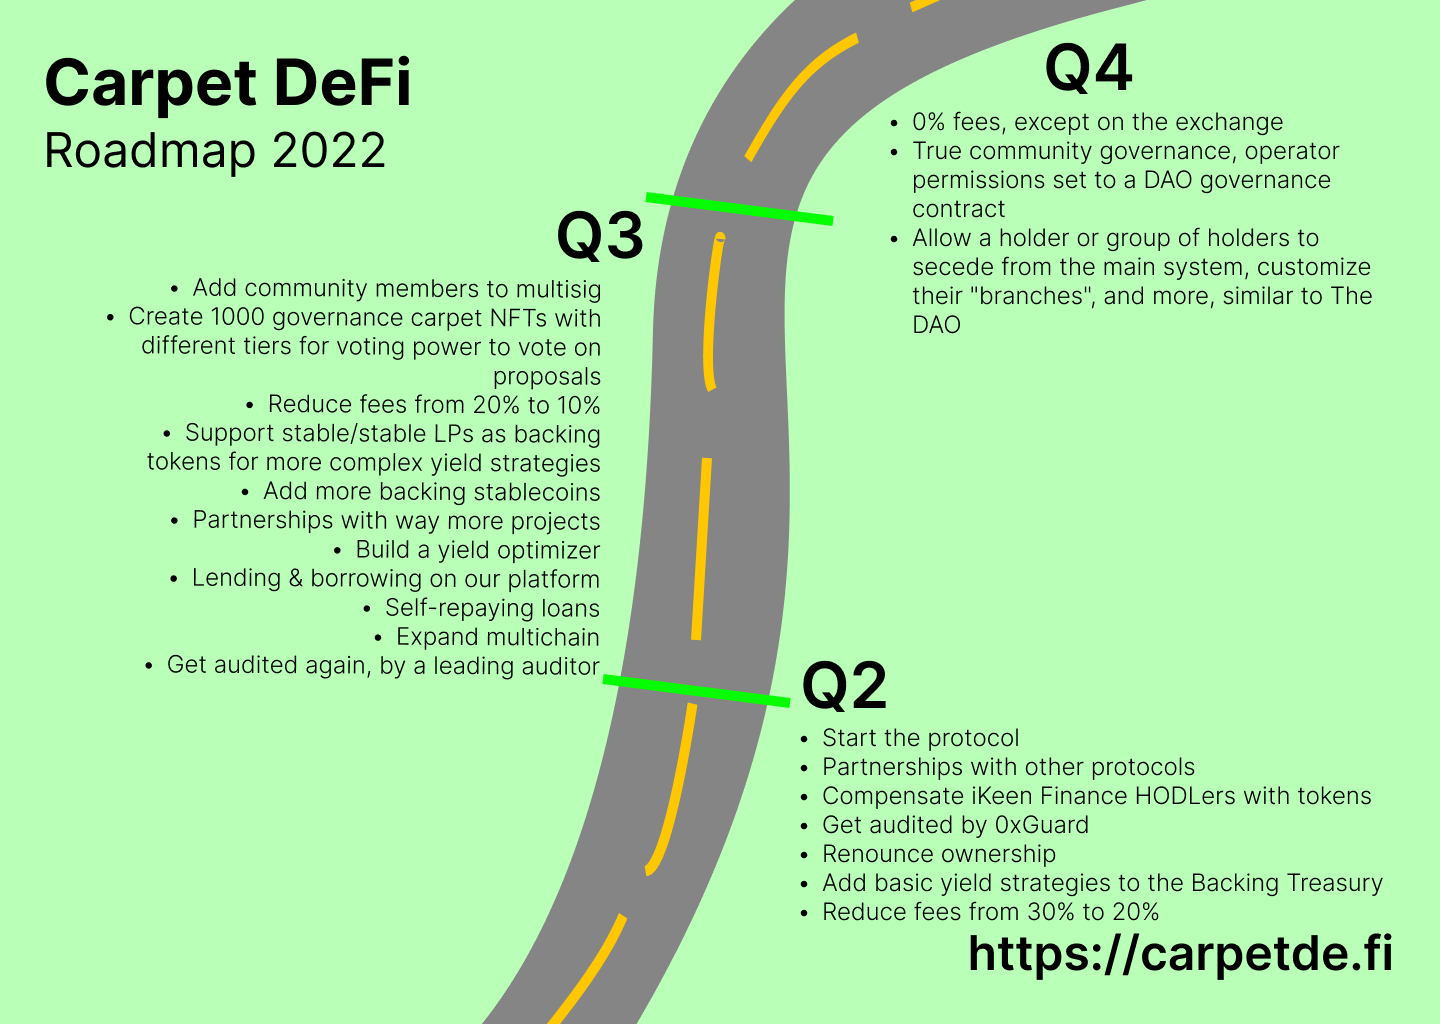 Carpet DeFi
Roadmap 2022
Q4
• 0% fees, except on the exchange
• True community governance, operator
permissions set to a DAO governance
contract
• Allow a holder or group of holders to
secede from the main system, customize
their "branches", and more, similar to The
DAO
Q3
• Add community members to multisig
• Create 1000 governance carpet NFTs with
different tiers for voting power to vote on
proposals
• Reduce fees from 20% to 10%
• Support stable/stable LPs as backing
tokens for more complex yield strategies
• Add more backing stablecoins
• Partnerships with way more projects
• Build a yield optimizer
• Lending & borrowing on our platform
• Self-repaying loans
• Expand multichain
• Get audited again, by a leading auditor
Q2
• Start the protocol
• Partnerships with other protocols
• Compensate iKeen Finance HODLers with tokens
• Get audited by 0xGuard
• Renounce ownership
• Add basic yield strategies to the Backing Treasury
• Reduce fees from 30% to 20%
https://carpetde.fi